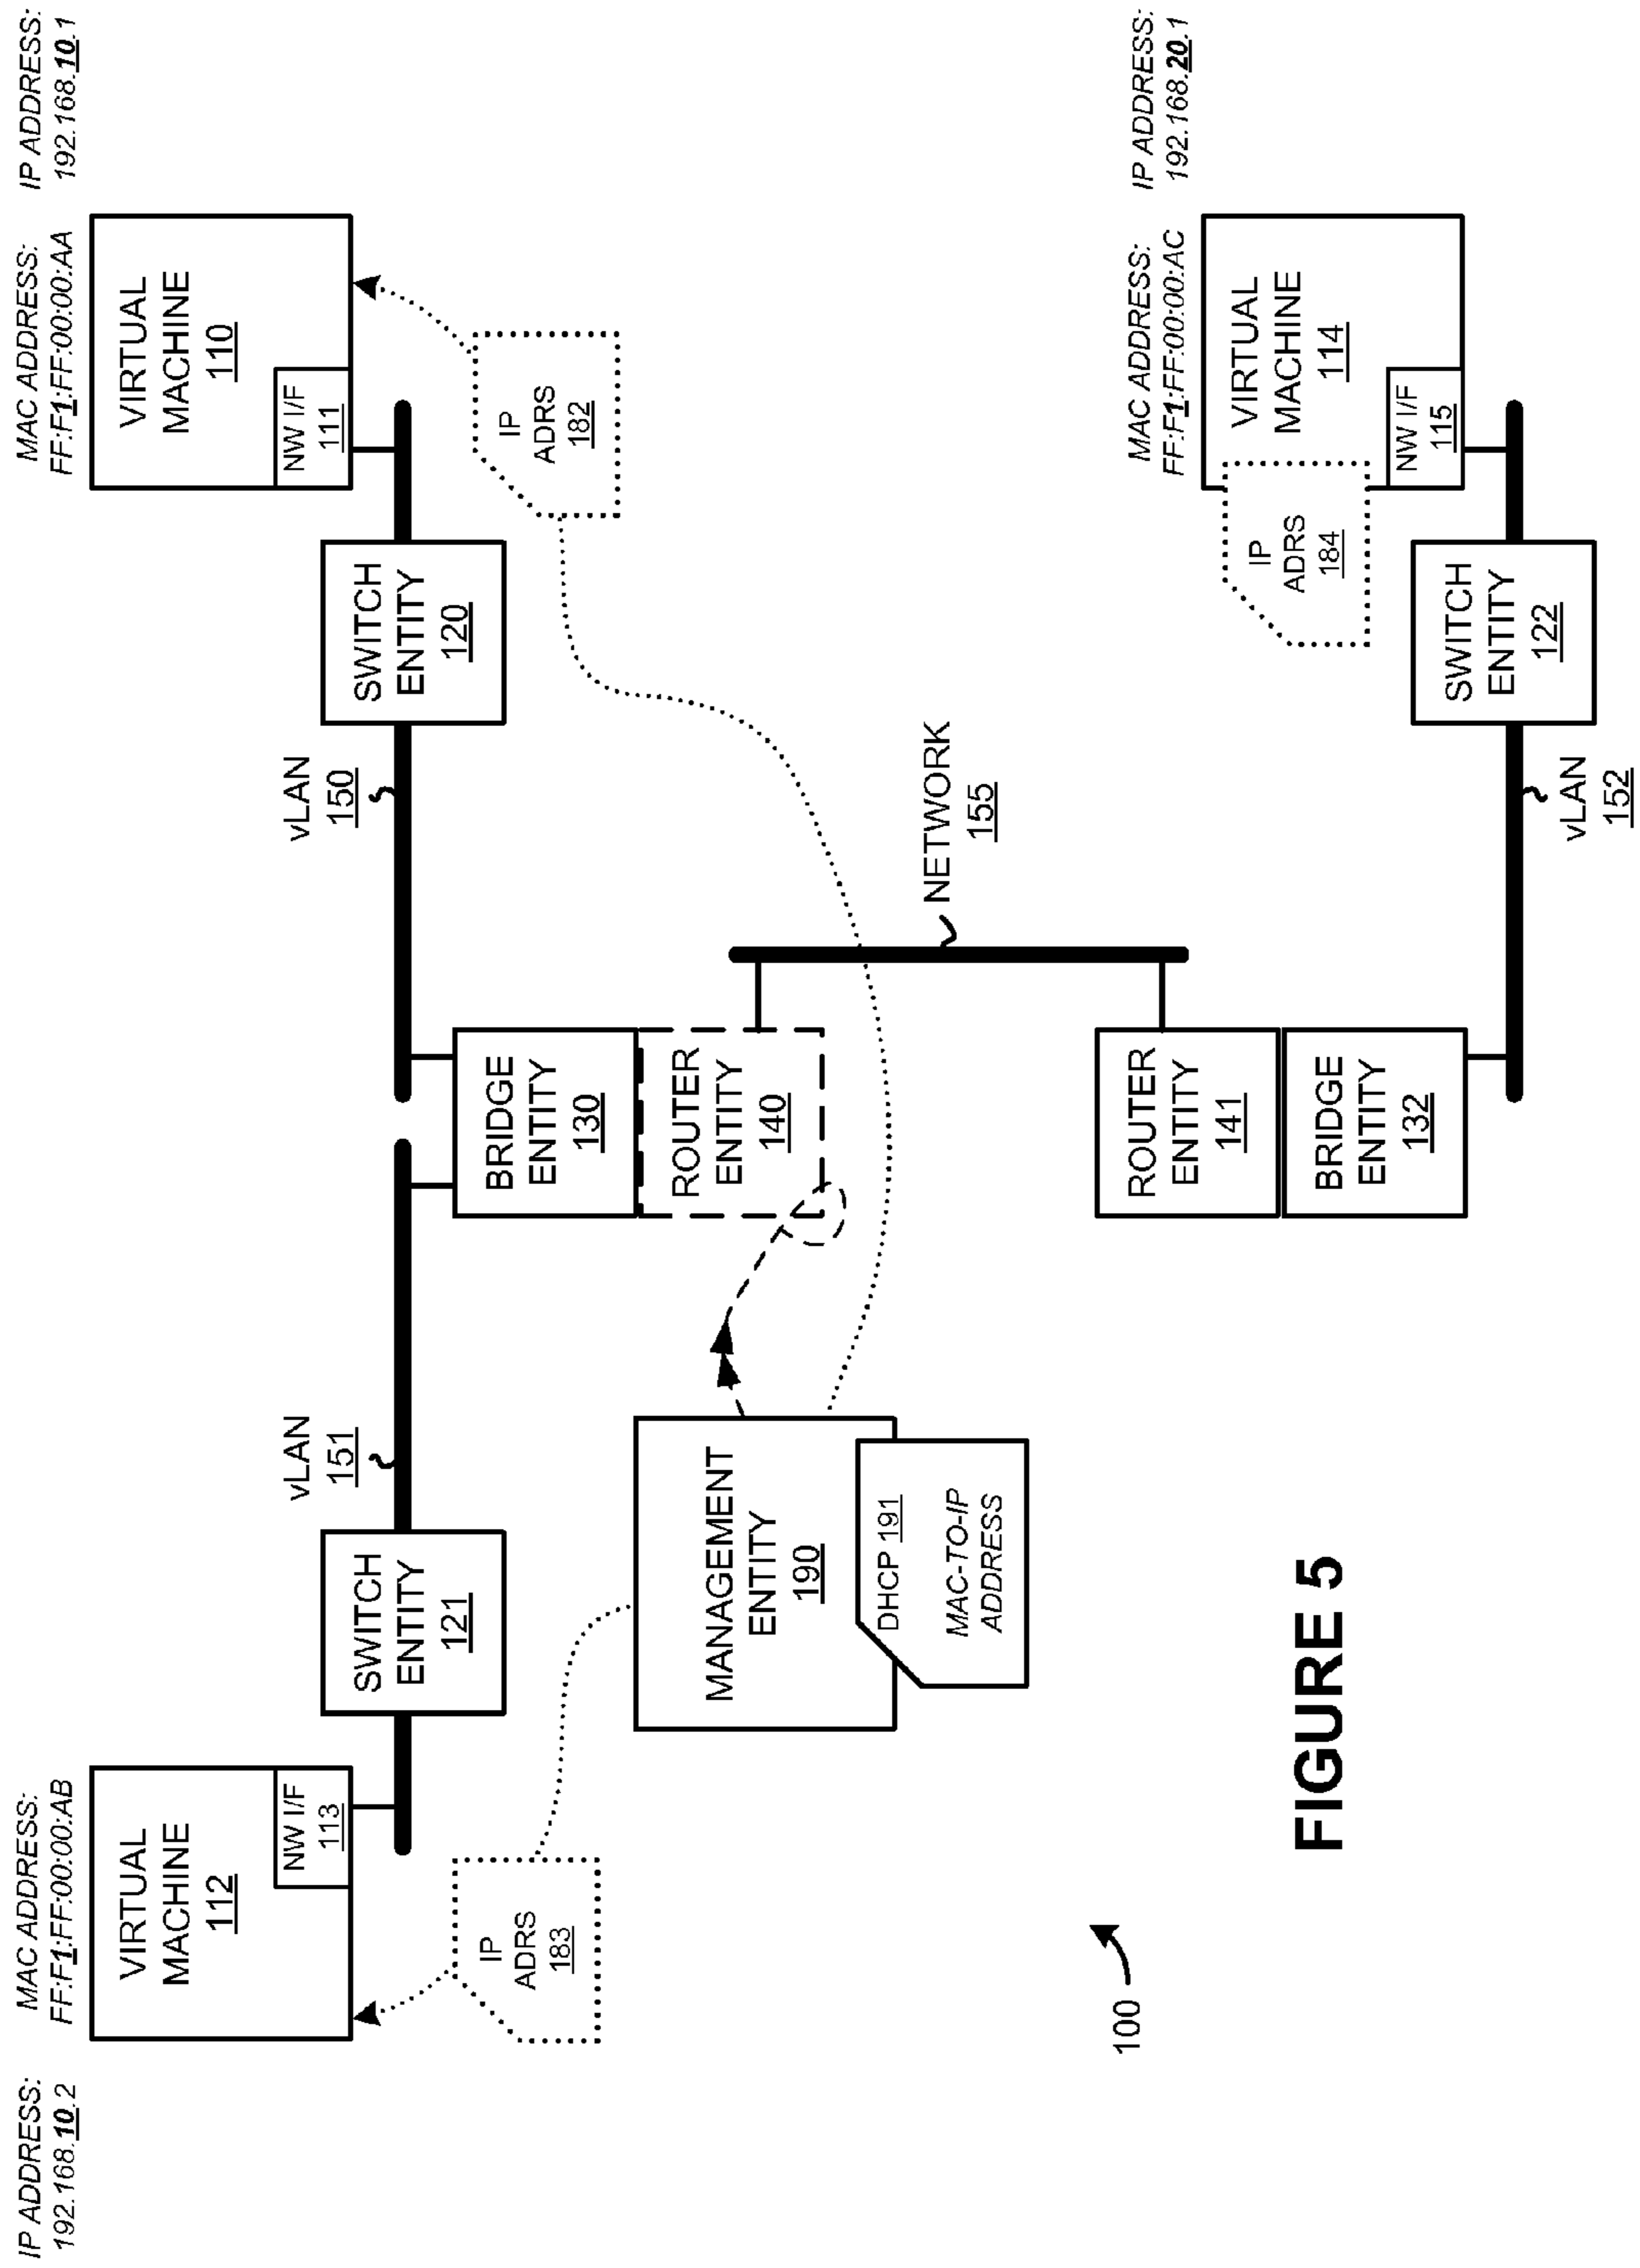 IP ADDRESS:
192.168.10.2
MAC ADDRESS:
FF:F1:FF:00:00:AB
MAC ADDRESS:
FF:F1:FF:00:00:AA
IP ADDRESS:
192.168.10.1
VIRTUAL
MACHINE
112
NW I/F
113
VIRTUAL
MACHINE
110
NW I/F
111
SWITCH
ENTITY
121
vLAN
151
vLAN
150
SWITCH
ENTITY
120
IP
ADRS
183
BRIDGE
ENTITY
130
IP
ADRS
182
MANAGEMENT
ENTITY
190
ROUTER
ENTITY
140
DHCP 191
MAC-TO-IP
ADDRESS
NETWORK
155
100
ROUTER
ENTITY
141
BRIDGE
ENTITY
132
MAC ADDRESS:
FF:F1:FF:00:00:AC
IP ADDRESS:
192.168.20.1
VIRTUAL
MACHINE
114
NW I/F
115
IP
ADRS
184
SWITCH
ENTITY
122
vLAN
152
FIGURE 5